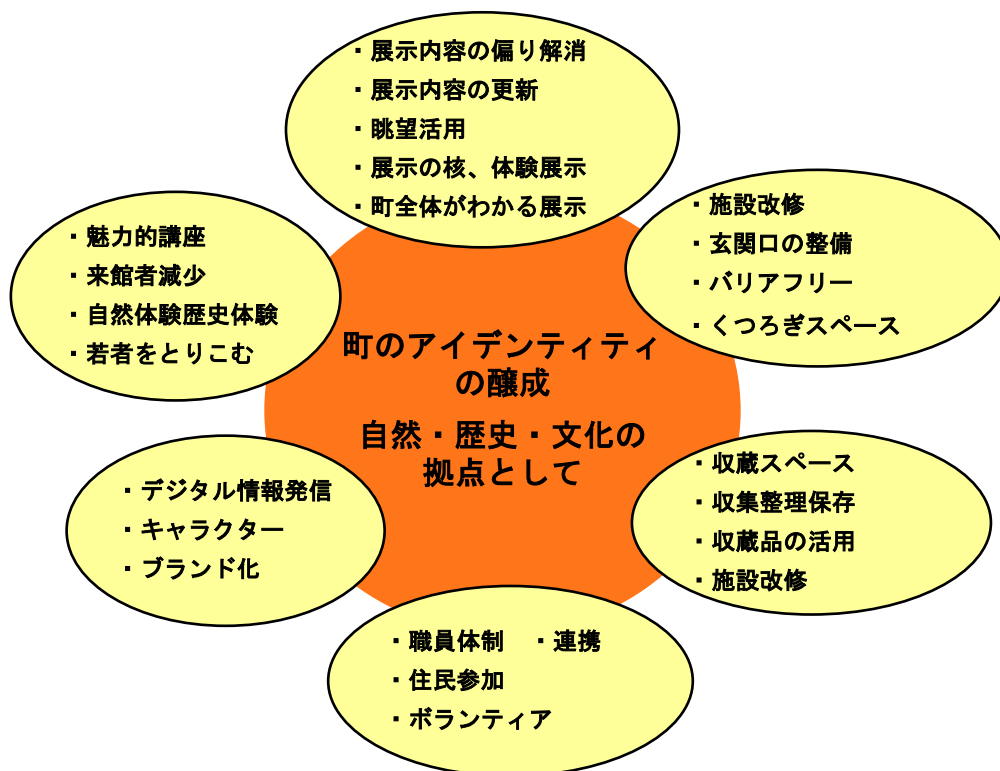 ・展示内容の偏り解消
・展示内容の更新
・眺望活用
・展示の核、体験展示
・町全体がわかる展示
・施設改修
・玄関口の整備
・バリアフリー
・くつろぎスペース
・魅力的講座
・来館者減少
・自然体験歴史体験
・若者をとりこむ
町のアイデンティティ
の醸成
自然・歴史・文化の
拠点として
・収蔵スペース
・収集整理保存
・収蔵品の活用
・施設改修
・デジタル情報発信
・キャラクター
・ブランド化
・職員体制　・連携
・住民参加
・ボランティア